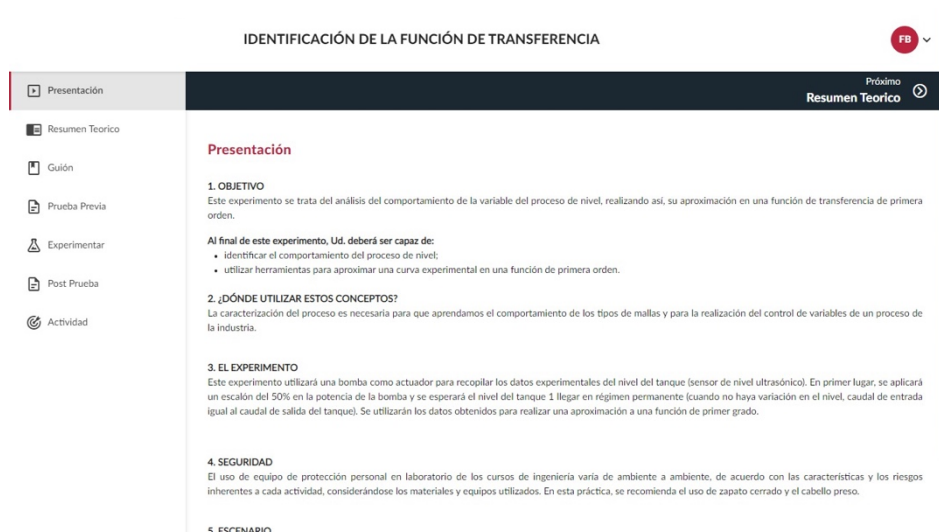 IDENTIFICACIÓN DE LA FUNCIÓN DE TRANSFERENCIA
FB
Presentación
Resumen Teorico
Guión
Prueba Previa
Experimentar
Post Prueba
Actividad
Próximo
Resumen Teorico
Presentación
1. OBJETIVO
Este experimento se trata del análisis del comportamiento de la variable del proceso de nivel, realizando así, su aproximación en una función de transferencia de primera
orden.
Al final de este experimento, Ud. deberá ser capaz de:
• identificar el comportamiento del proceso de nivel;
• utilizar herramientas para aproximar una curva experimental en una función de primera orden.
2. ¿DÓNDE UTILIZAR ESTOS CONCEPTOS?
La caracterización del proceso es necesaria para que aprendamos el comportamiento de los tipos de mallas y para la realización del control de variables de un proceso de
la industria.
3. EL EXPERIMENTO
Este experimento utilizará una bomba como actuador para recopilar los datos experimentales del nivel del tanque (sensor de nivel ultrasónico). En primer lugar, se aplicará
un escalón del 50% en la potencia de la bomba y se esperará el nivel del tanque 1 llegar en régimen permanente (cuando no haya variación en el nivel, caudal de entrada
igual al caudal de salida del tanque). Se utilizarán los datos obtenidos para realizar una aproximación a una función de primer grado.
4. SEGURIDAD
El uso de equipo de protección personal en laboratorio de los cursos de ingeniería varía de ambiente a ambiente, de acuerdo con las características y los riesgos
inherentes a cada actividad, considerándose los materiales y equipos utilizados. En esta práctica, se recomienda el uso de zapato cerrado y el cabello preso.
5. ESCENARIO